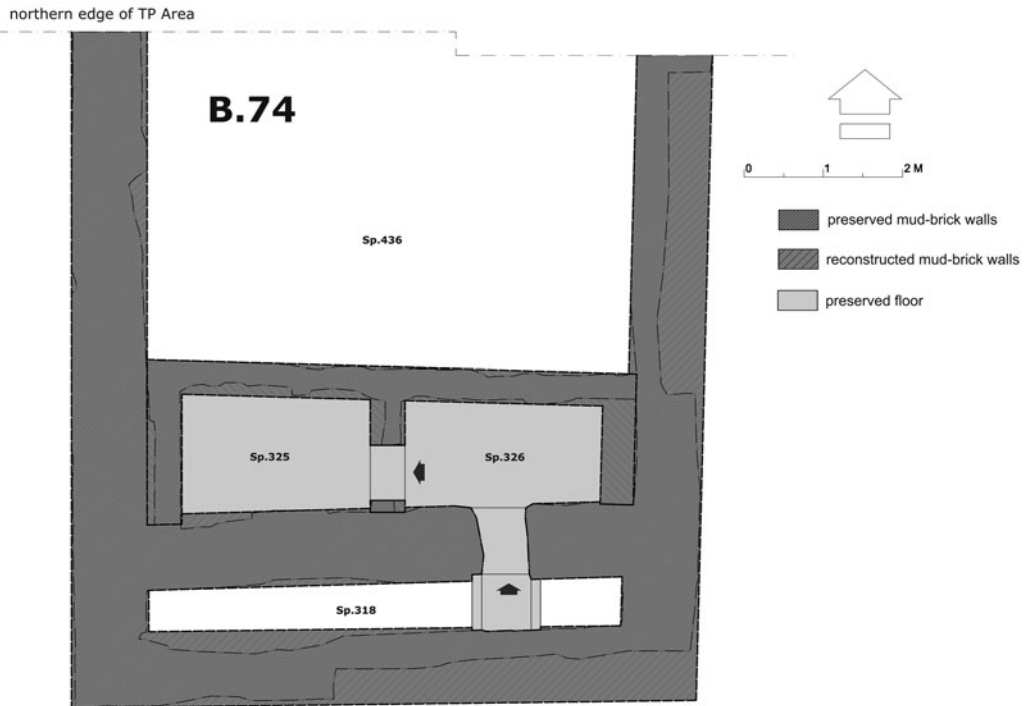 northern edge of TP Area
B.74
0 1 2 M
preserved mud-brick walls
reconstructed mud-brick walls
preserved floor
Sp.436
Sp.325
Sp.326
Sp.318